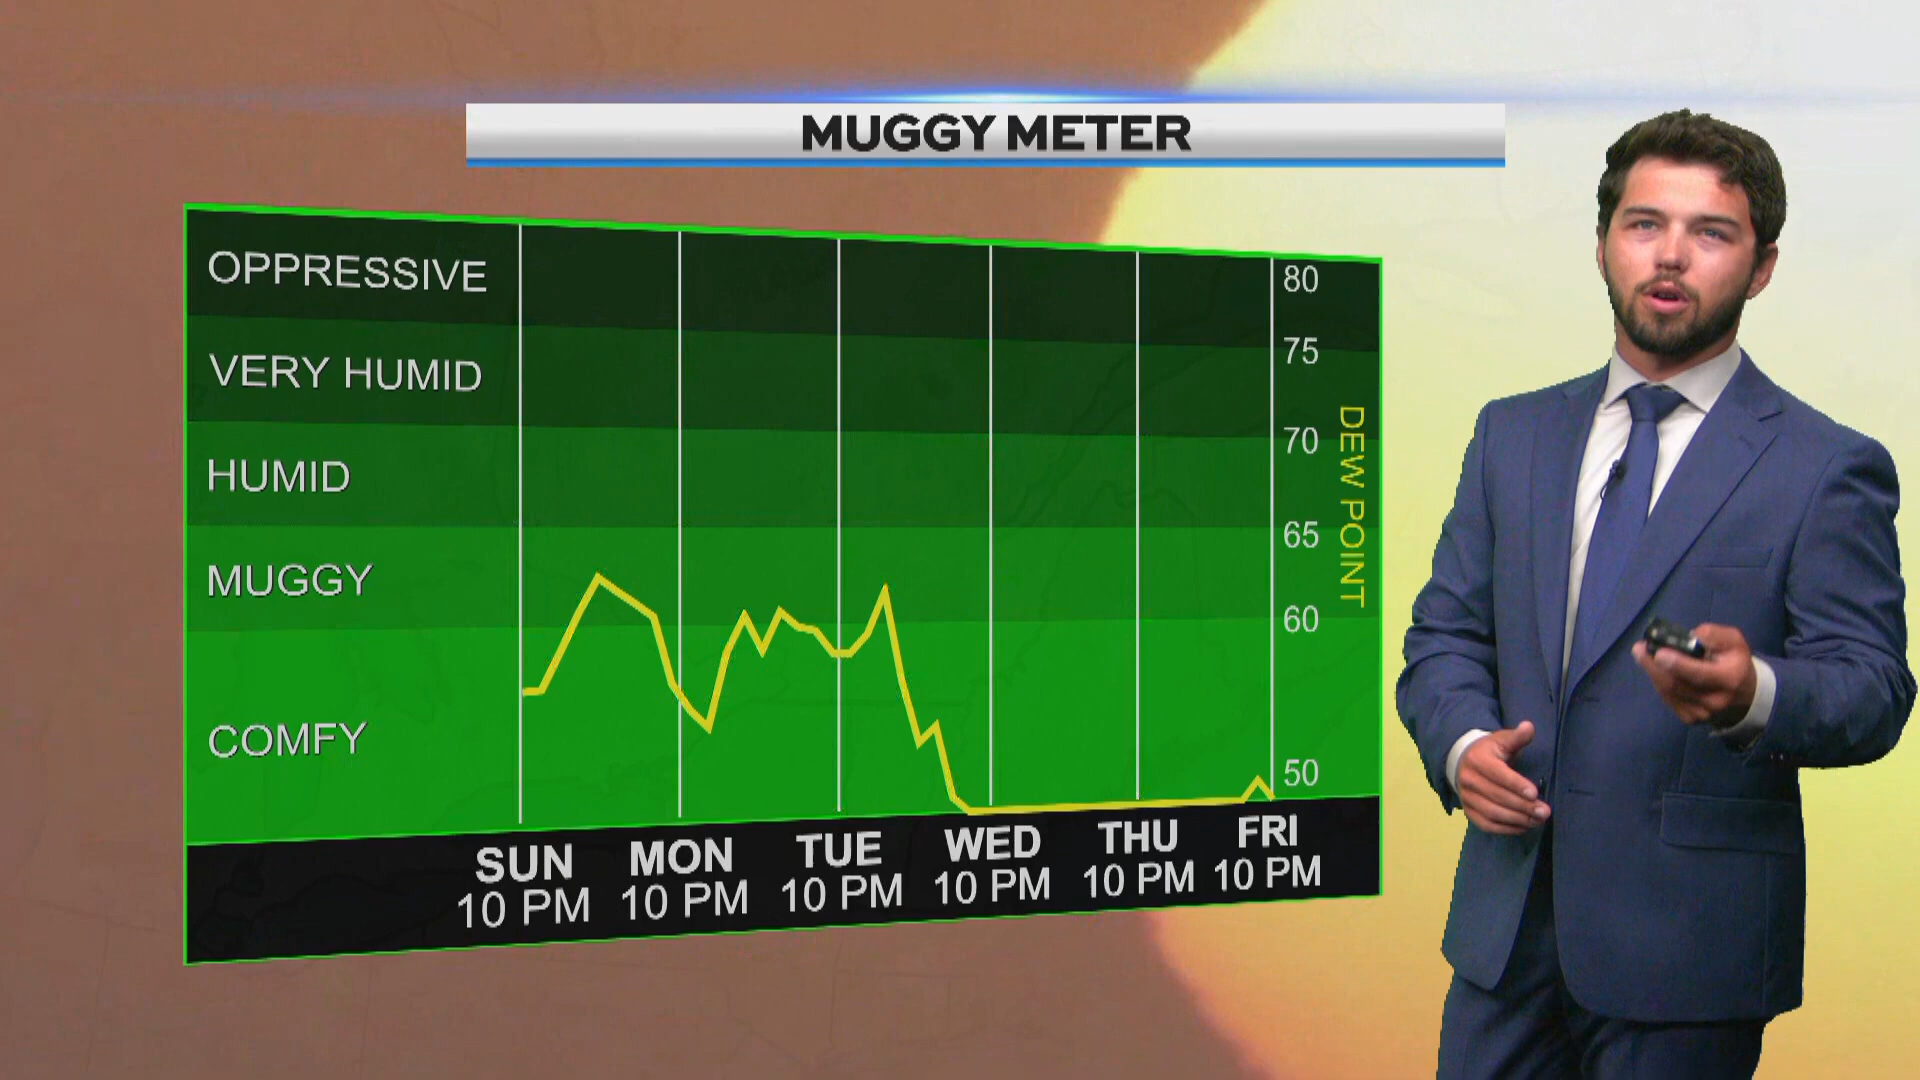 MUGGY METER
OPPRESSIVE
VERY HUMID
HUMID
MUGGY
COMFY
80
75
70
65
60
50
DEW POINT
SUN MON TUE WED THU FRI
10 PM 10 PM 10 PM 10 PM 10 PM 10 PM